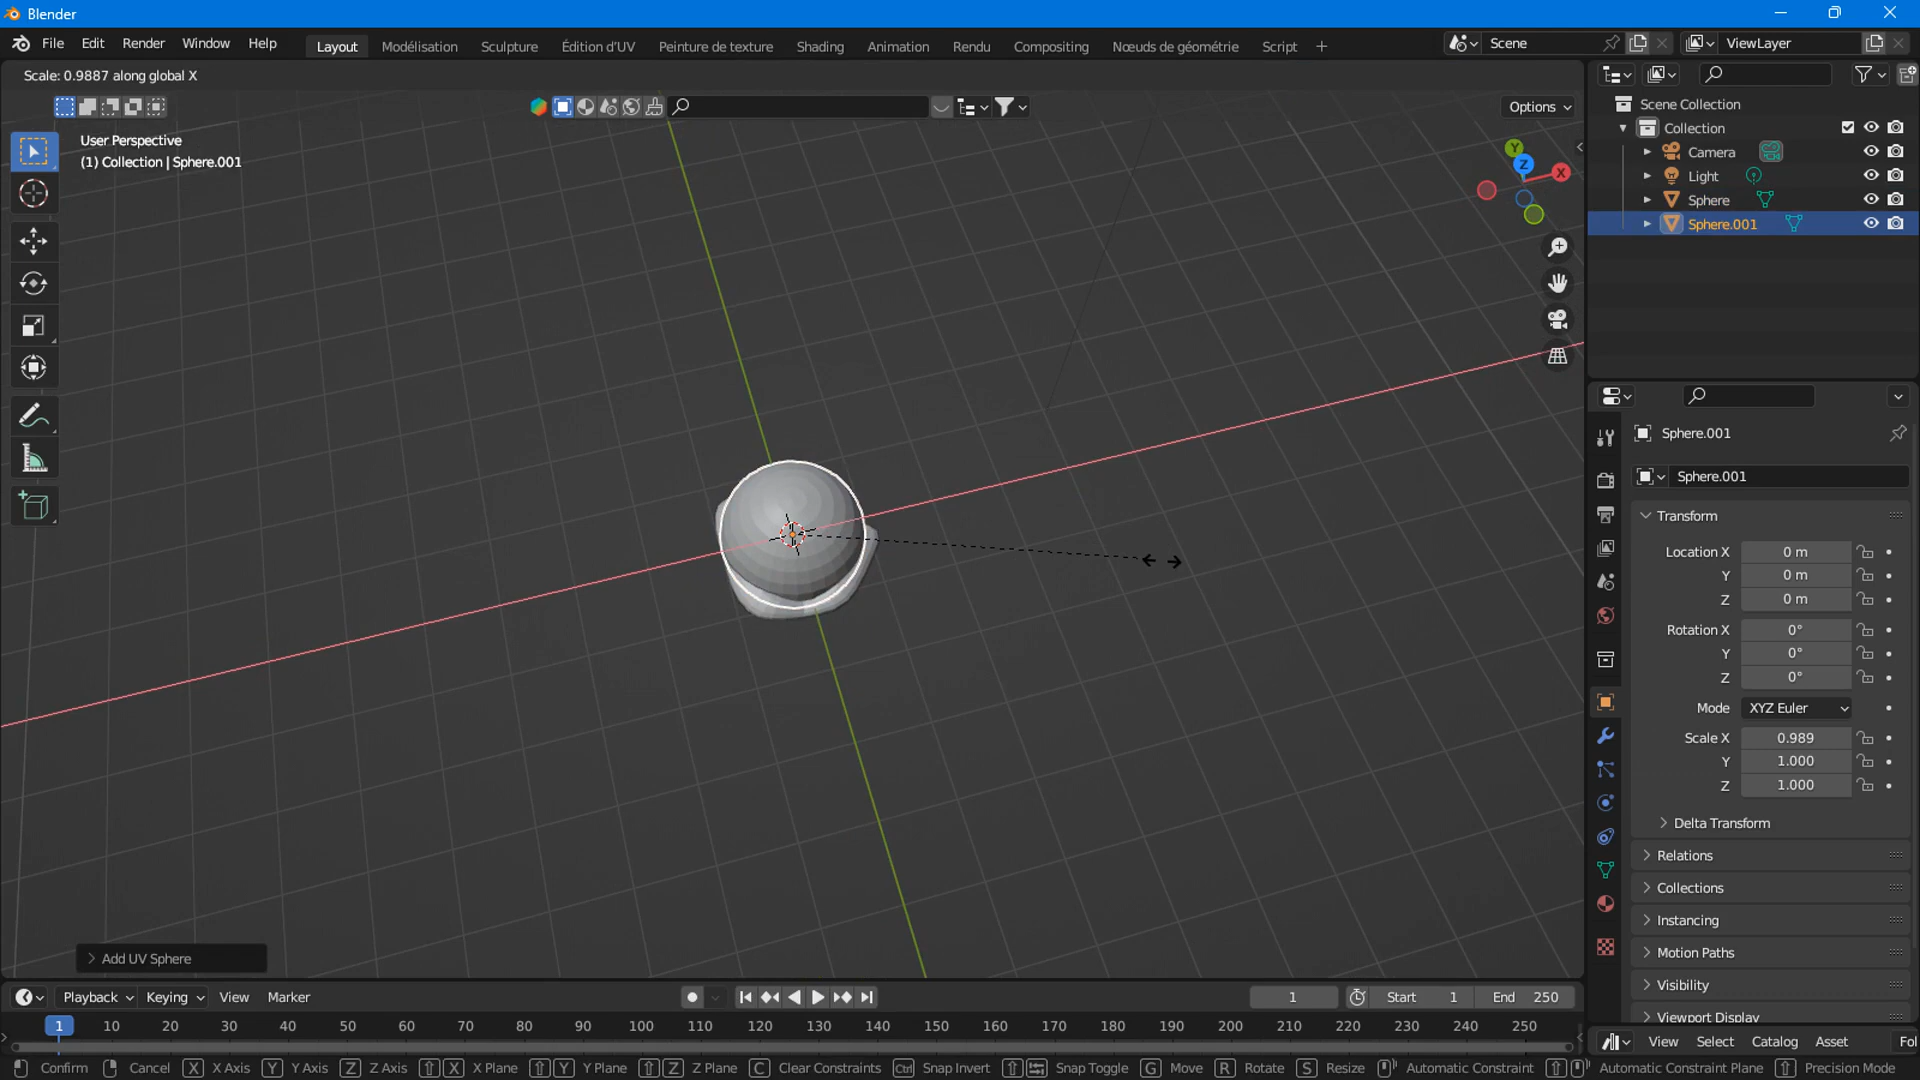 Blender
File Edit Render Window Help Layout Modélisation Sculpture Édition d'UV Peinture de texture Shading Animation Rendu Compositing Nœuds de géométrie Script + Scene ViewLayer
Scale: 0.9887 along global X
Options
User Perspective
(1) Collection | Sphere.001
Y
Z
X
Scene Collection
Collection
Camera
Light
Sphere
Sphere.001
Sphere.001
Sphere.001
Transform
Location X 0 m
Y 0 m
Z 0 m
Rotation X 0°
Y 0°
Z 0°
Mode XYZ Euler
Scale X 0.989
Y 1.000
Z 1.000
Delta Transform
Relations
Collections
Instancing
Motion Paths
Visibility
Viewport Display
Add UV Sphere
Playback Keying View Marker 1 Start 1 End 250
1 10 20 30 40 50 60 70 80 90 100 110 120 130 140 150 160 170 180 190 200 210 220 230 240 250
View Select Catalog Asset Fol
Confirm Cancel X X Axis Y Y Axis Z Z Axis X X Plane Y Y Plane Z Z Plane C Clear Constraints Ctrl Snap Invert Snap Toggle G Move R Rotate S Resize Automatic Constraint Automatic Constraint Plane Precision Mode